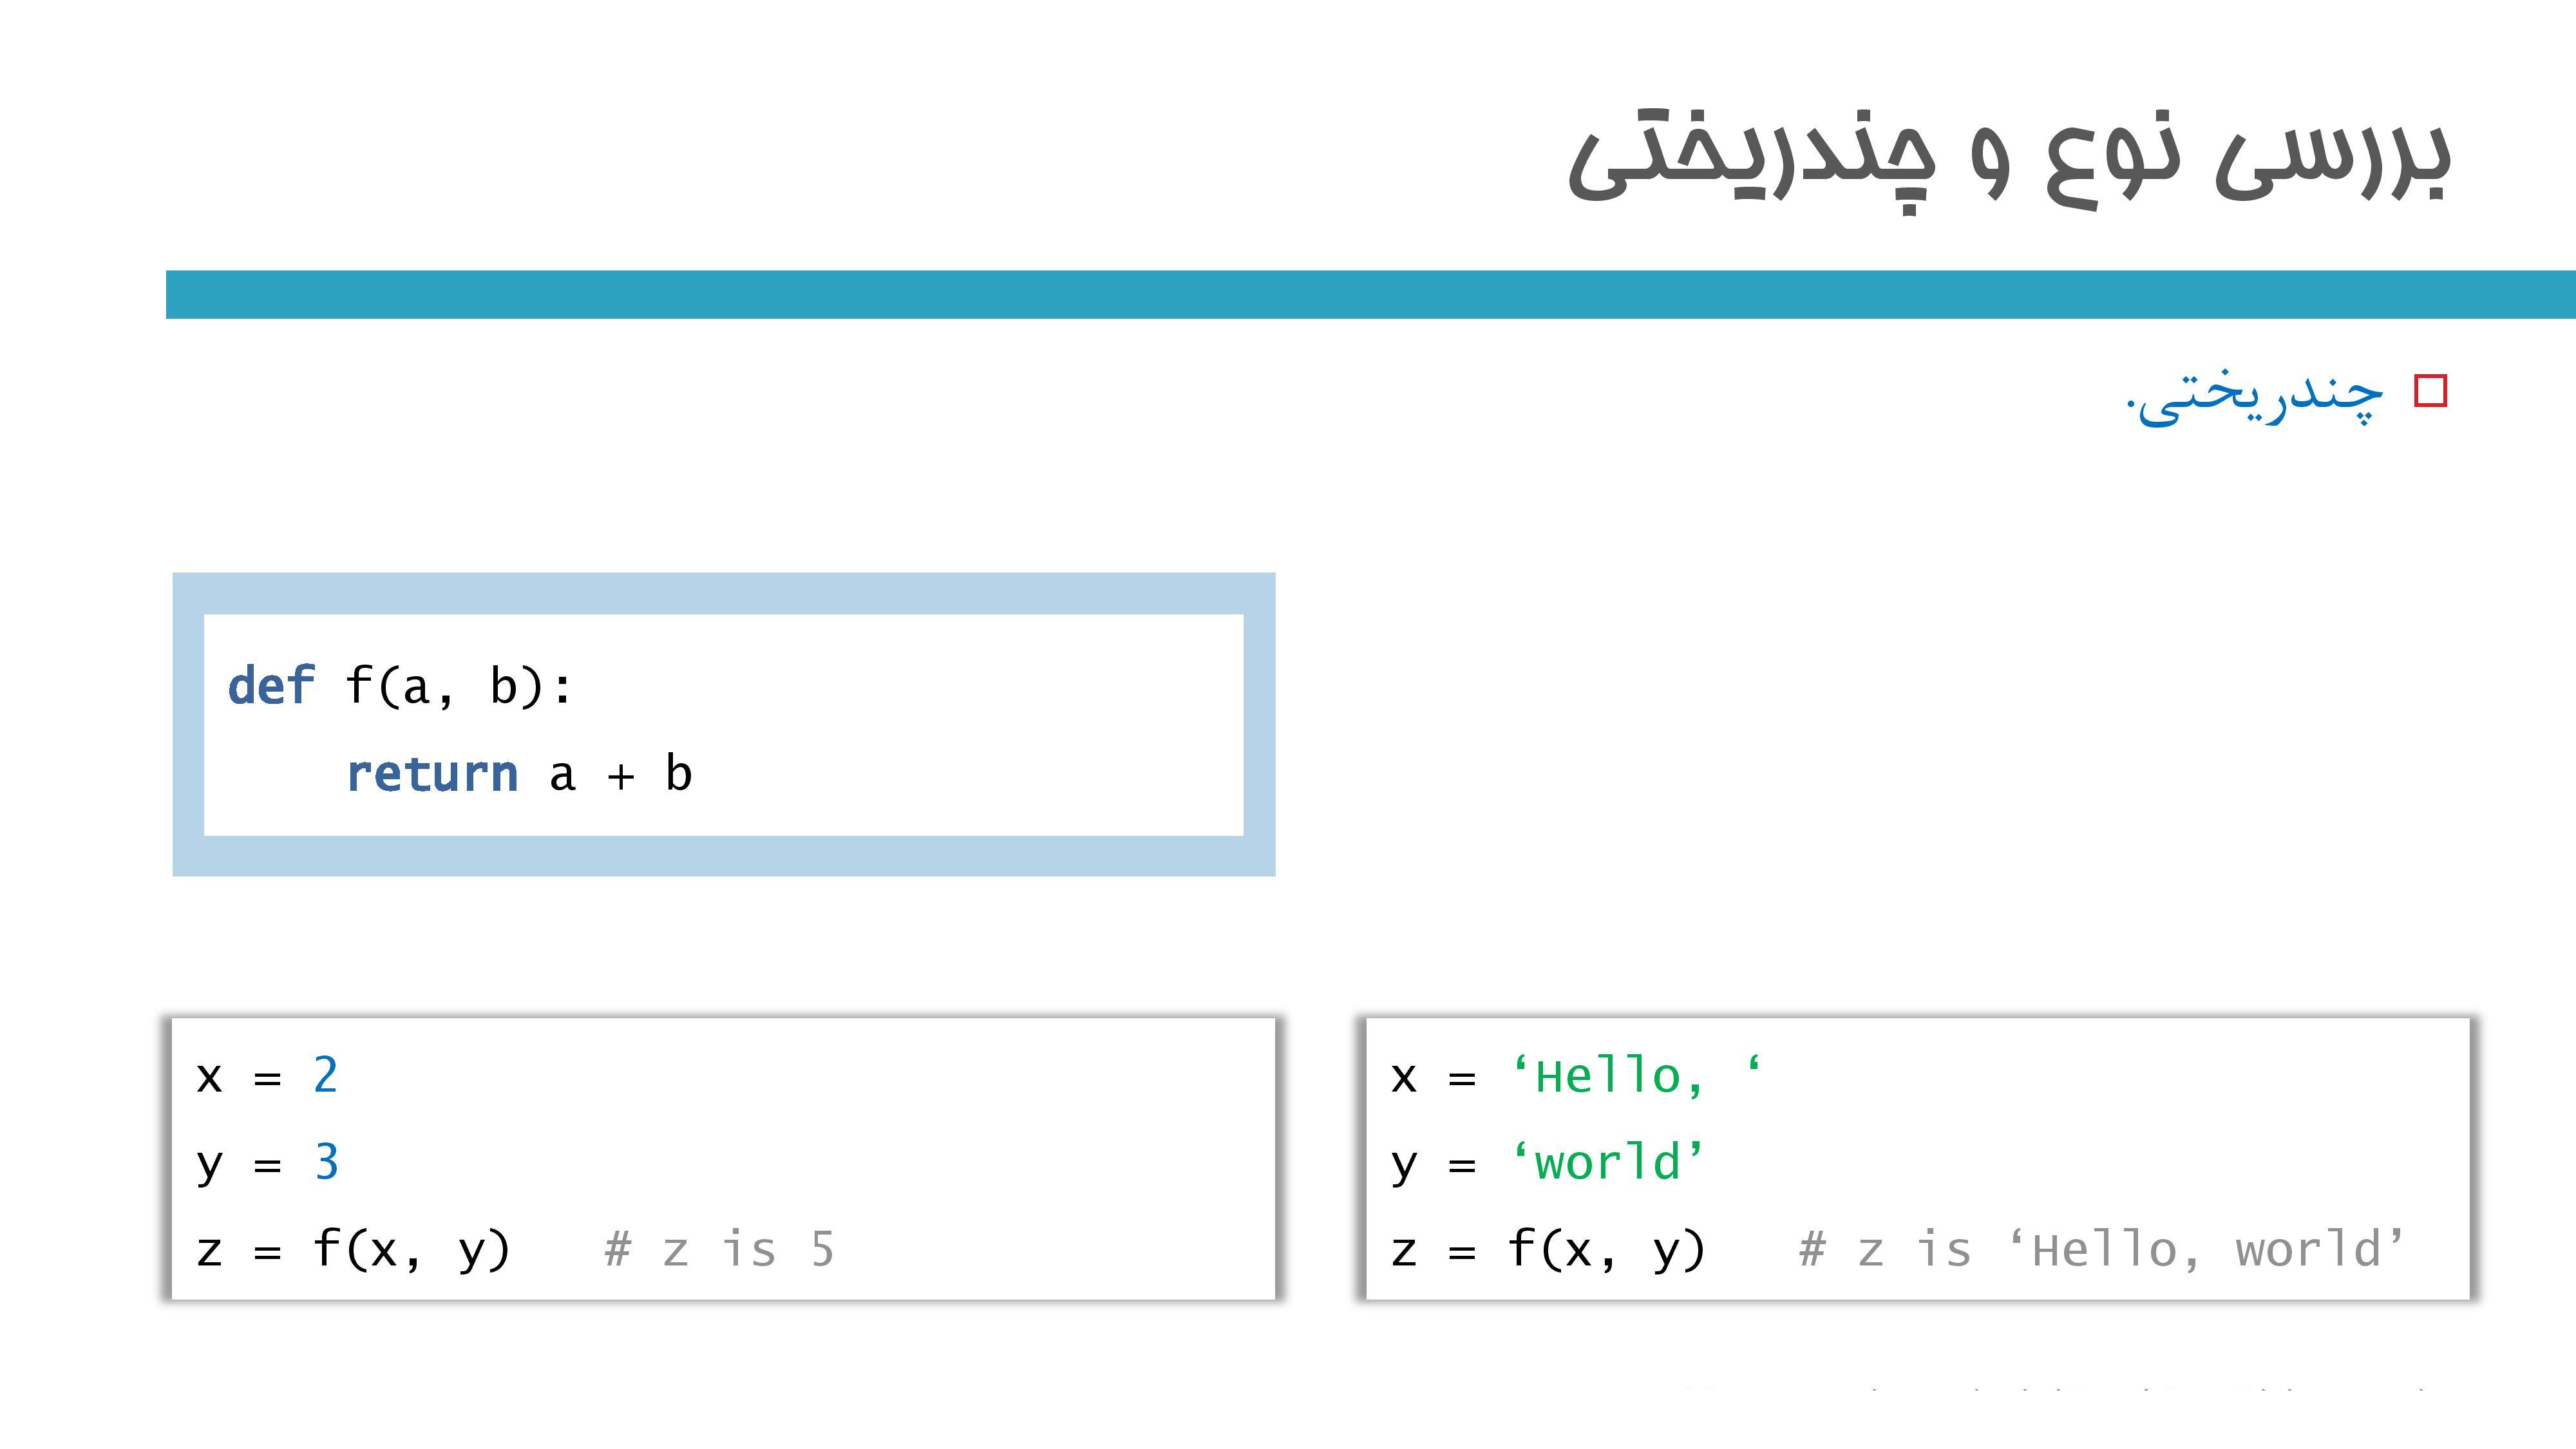 بررسی نوع و چندریختی
چندریختی.
def f(a, b):
    return a + b
x = 2
y = 3
z = f(x, y)   # z is 5
x = ‘Hello, ‘
y = ‘world’
z = f(x, y)   # z is ‘Hello, world’